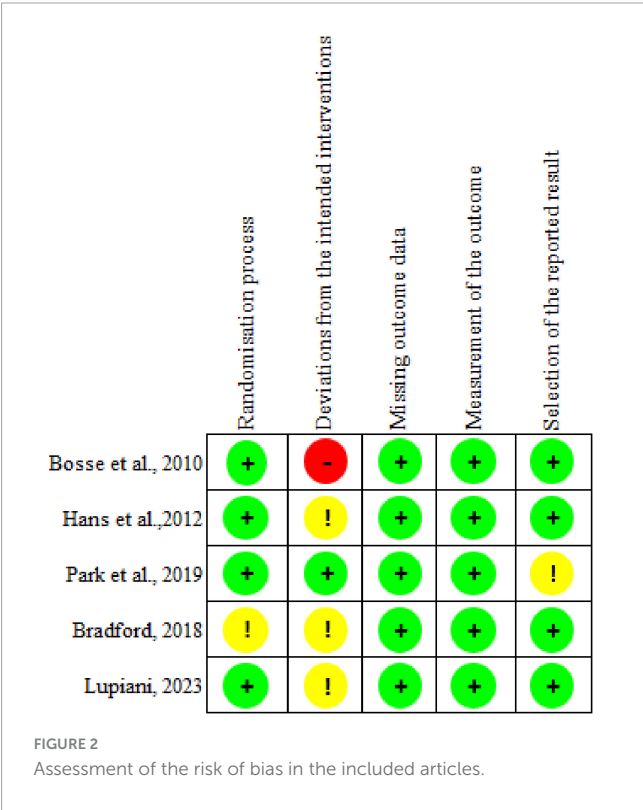 Randomisation process
Deviations from the intended interventions
Missing outcome data
Measurement of the outcome
Selection of the reported result
Bosse et al., 2010 + - + + +
Hans et al.,2012 + ! + + +
Park et al., 2019 + + + + !
Bradford, 2018 ! ! + + +
Lupiani, 2023 + ! + + +
FIGURE 2
Assessment of the risk of bias in the included articles.